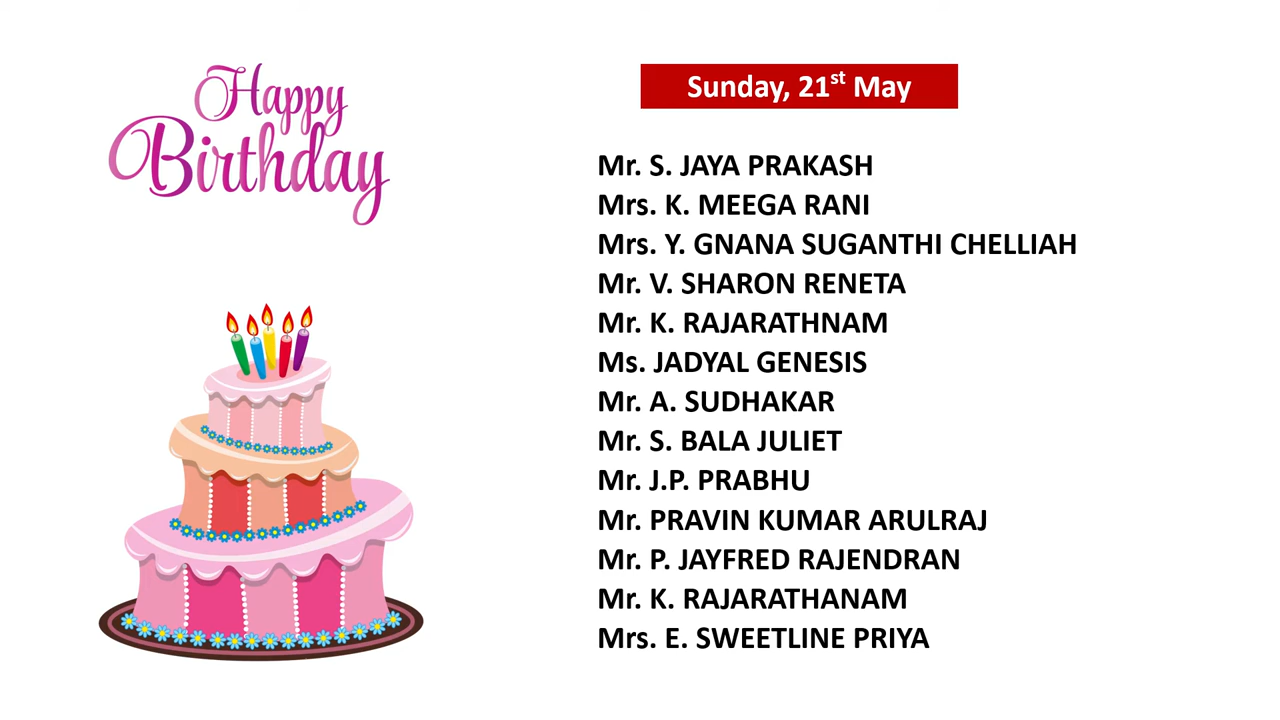 Happy
Birthday
Sunday, 21st May
Mr. S. JAYA PRAKASH
Mrs. K. MEEGA RANI
Mrs. Y. GNANA SUGANTHI CHELLIAH
Mr. V. SHARON RENETA
Mr. K. RAJARATHNAM
Ms. JADYAL GENESIS
Mr. A. SUDHAKAR
Mr. S. BALA JULIET
Mr. J.P. PRABHU
Mr. PRAVIN KUMAR ARULRAJ
Mr. P. JAYFRED RAJENDRAN
Mr. K. RAJARATHANAM
Mrs. E. SWEETLINE PRIYA